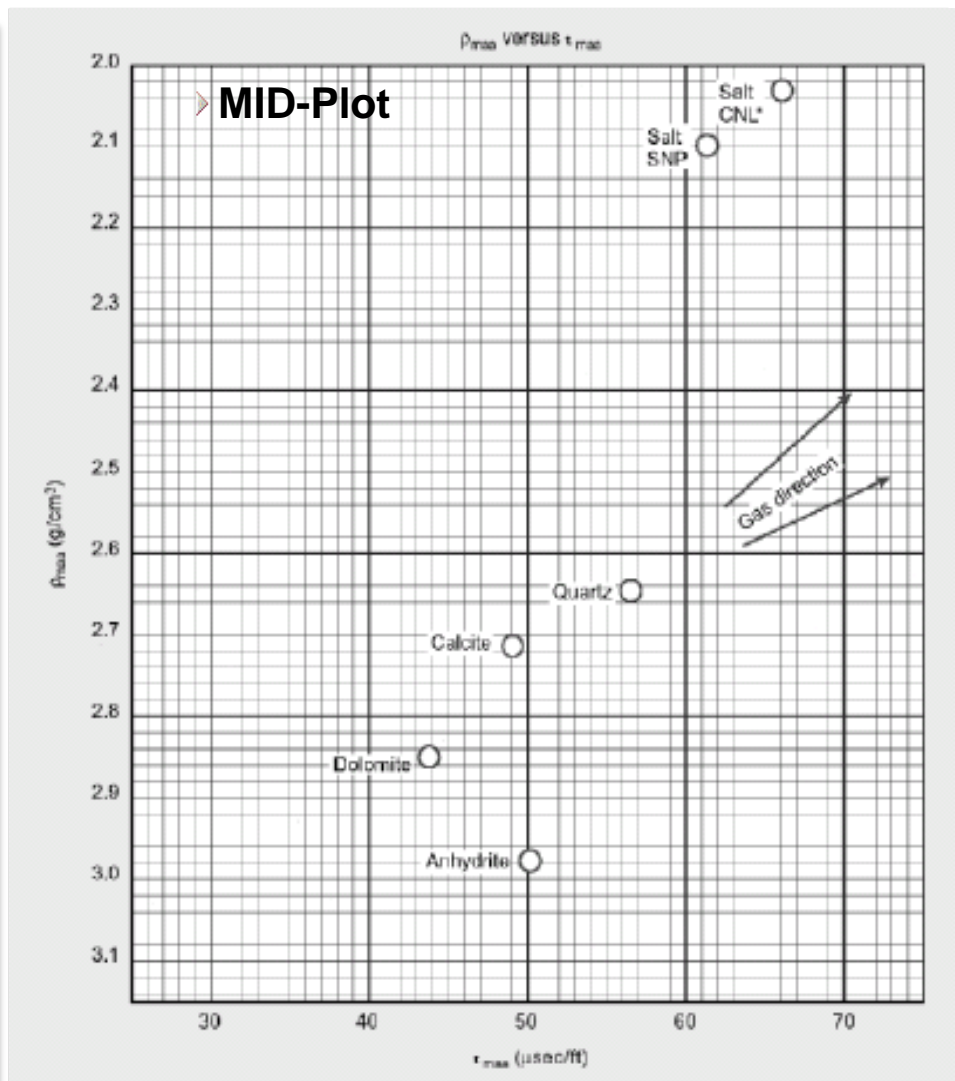 ρmaa versus tmaa
MID-Plot
2.0
2.1
2.2
2.3
2.4
2.5
2.6
2.7
2.8
2.9
3.0
3.1
ρmaa (g/cm³)
Salt
CNL*
Salt
SNP
Gas direction
Quartz
Calcite
Dolomite
Anhydrite
30 40 50 60 70
tmaa (μsec/ft)